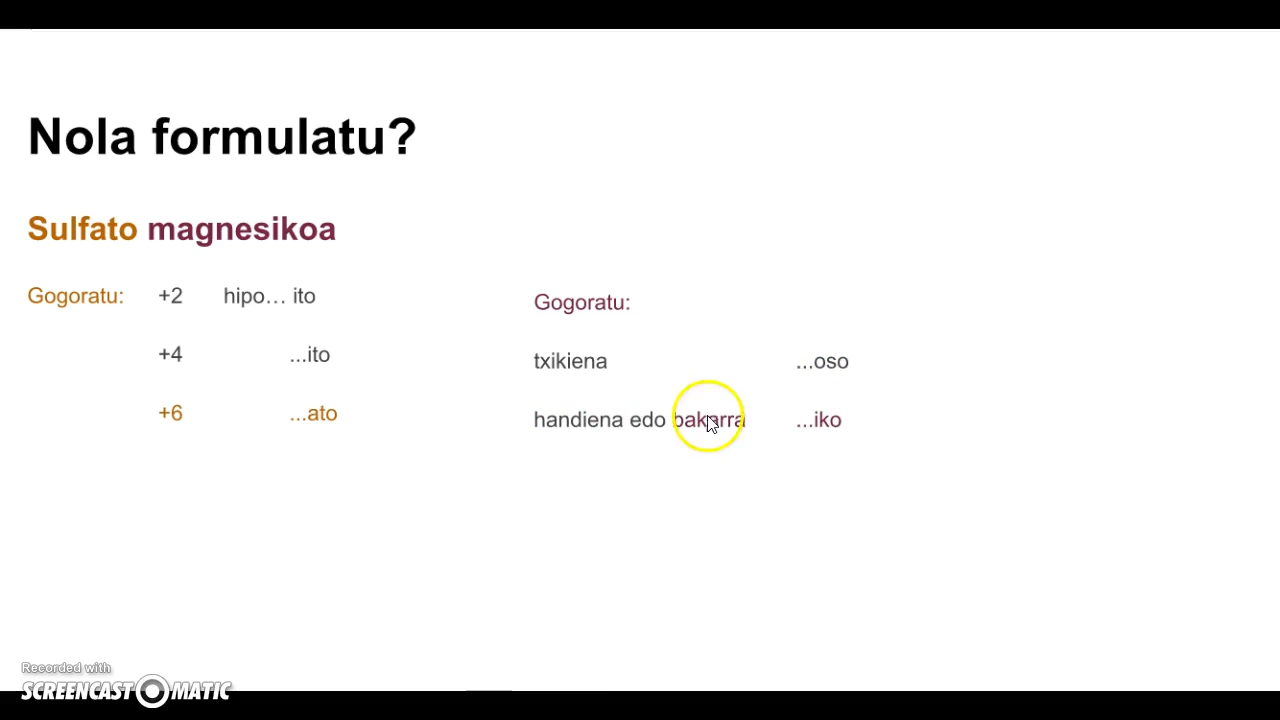 Nola formulatu?
Sulfato magnesikoa
Gogoratu: +2 hipo... ito
+4 ...ito
+6 ...ato
Gogoratu:
txikiena ...oso
handiena edo bakarra ...iko
Recorded with
SCREENCAST-O-MATIC